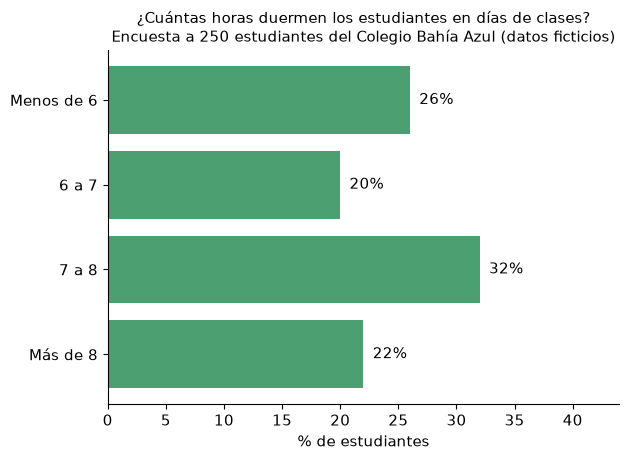 ¿Cuántas horas duermen los estudiantes en días de clases?
Encuesta a 250 estudiantes del Colegio Bahía Azul (datos ficticios)
Menos de 6
26%
6 a 7
20%
7 a 8
32%
Más de 8
22%
0 5 10 15 20 25 30 35 40
% de estudiantes